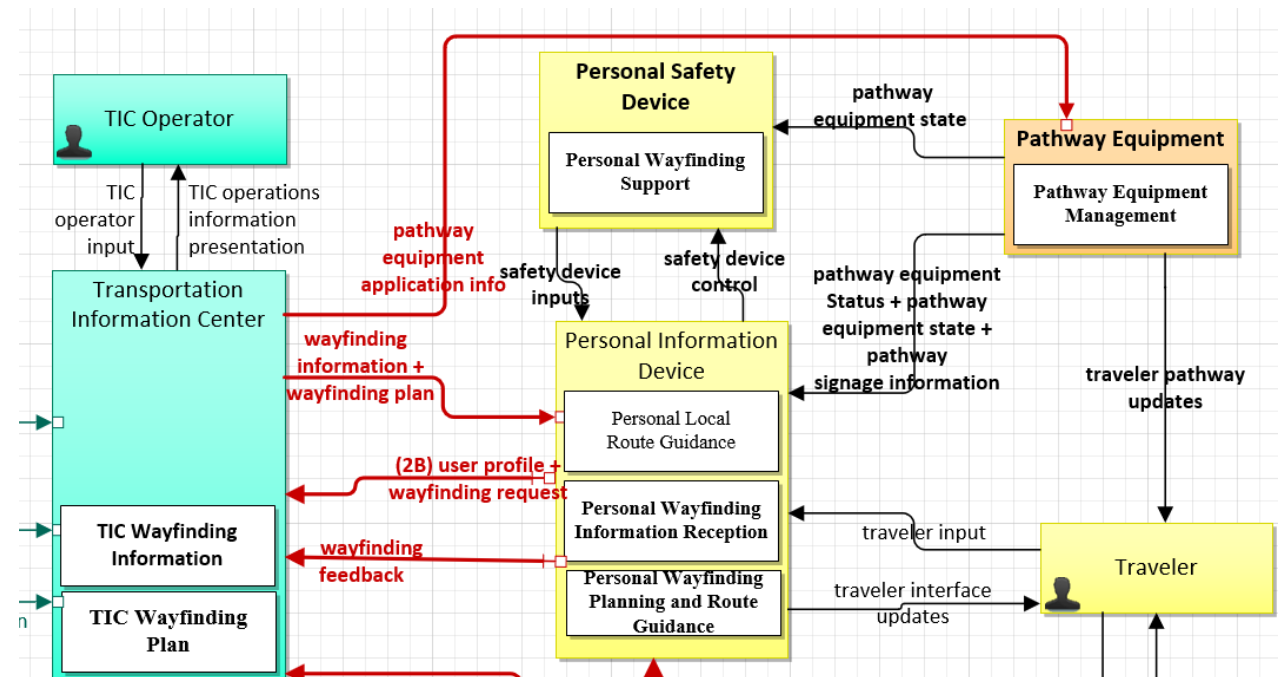 TIC Operator
TIC
operator
input
TIC operations
information
presentation
Transportation
Information Center
TIC Wayfinding
Information
TIC Wayfinding
Plan
n
pathway
equipment
application info
wayfinding
information +
wayfinding plan
(2B) user profile +
wayfinding request
wayfinding
feedback
Personal Safety
Device
Personal Wayfinding
Support
safety device
inputs
safety device
control
Personal Information
Device
Personal Local
Route Guidance
Personal Wayfinding
Information Reception
Personal Wayfinding
Planning and Route
Guidance
pathway
equipment state
Pathway Equipment
Pathway Equipment
Management
pathway equipment
Status + pathway
equipment state +
pathway
signage information
traveler pathway
updates
traveler input
traveler interface
updates
Traveler